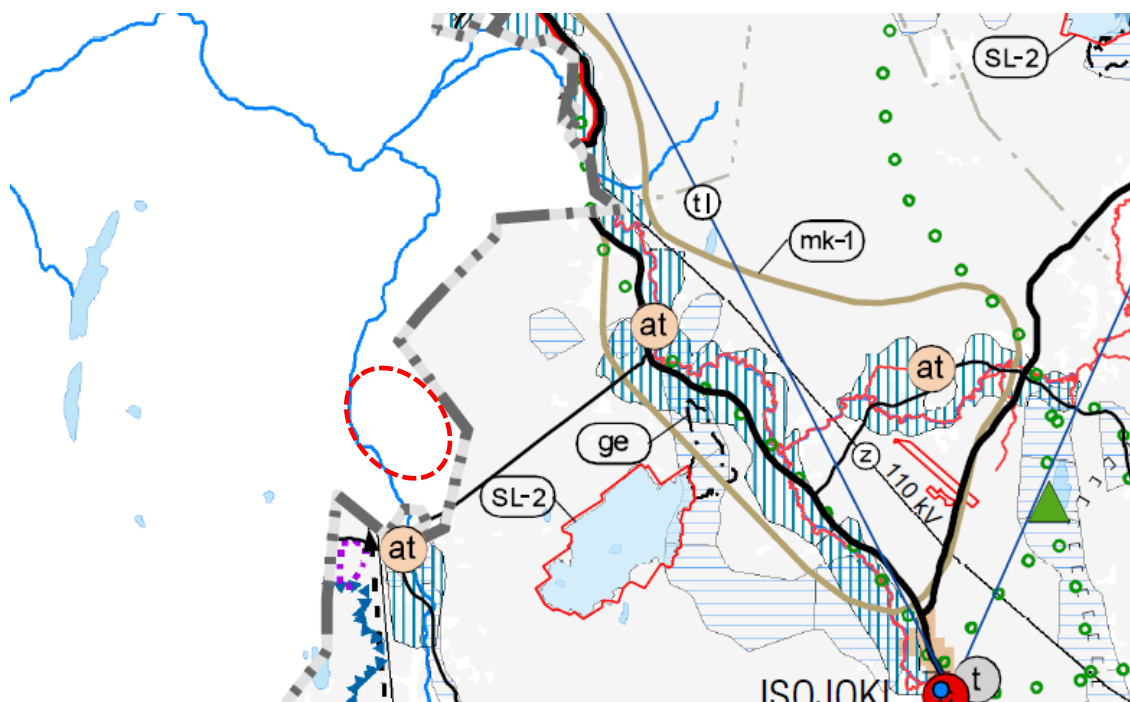 SL-2
tl
mk-1
at
at
ge
z
110 kV
SL-2
at
t
ISOJOKI